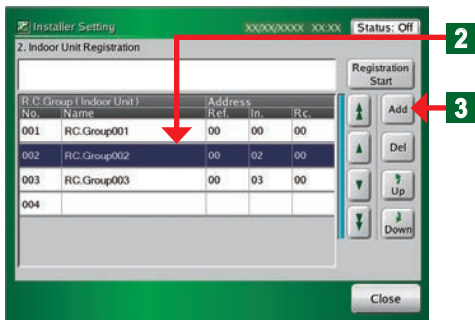 Installer Setting XX/XX/XXXX XX:XX Status: Off
2. Indoor Unit Registration
Registration Start
R.C.Group (Indoor Unit) Address
No. Name Ref. In. Rc.
001 RC.Group001 00 00 00
002 RC.Group002 00 02 00
003 RC.Group003 00 03 00
004
Add
Del
Up
Down
Close
2
3